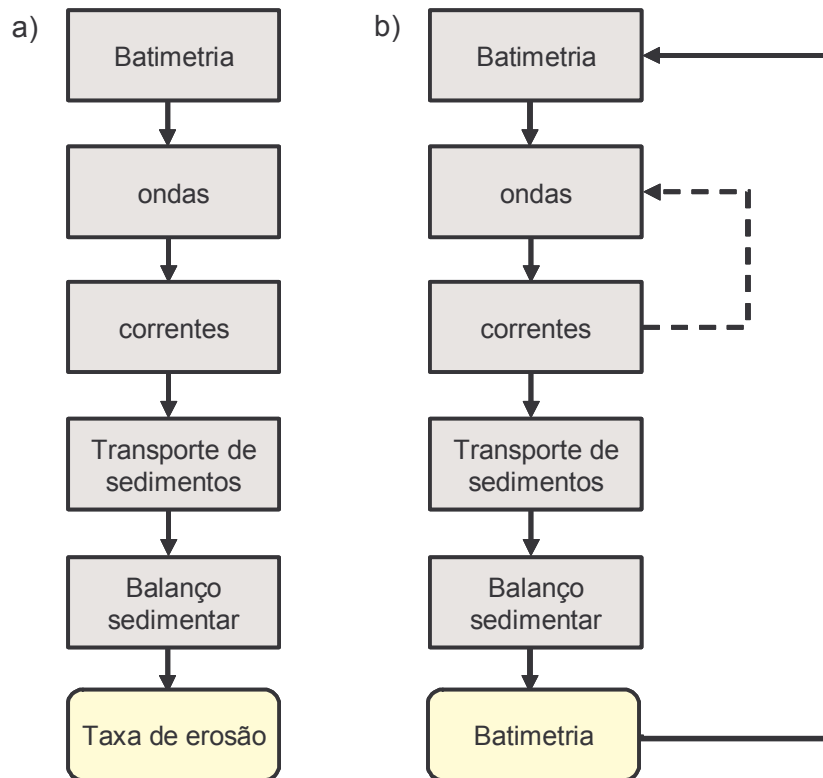 a)
Batimetria
ondas
correntes
Transporte de
sedimentos
Balanço
sedimentar
Taxa de erosão
b)
Batimetria
ondas
correntes
Transporte de
sedimentos
Balanço
sedimentar
Batimetria